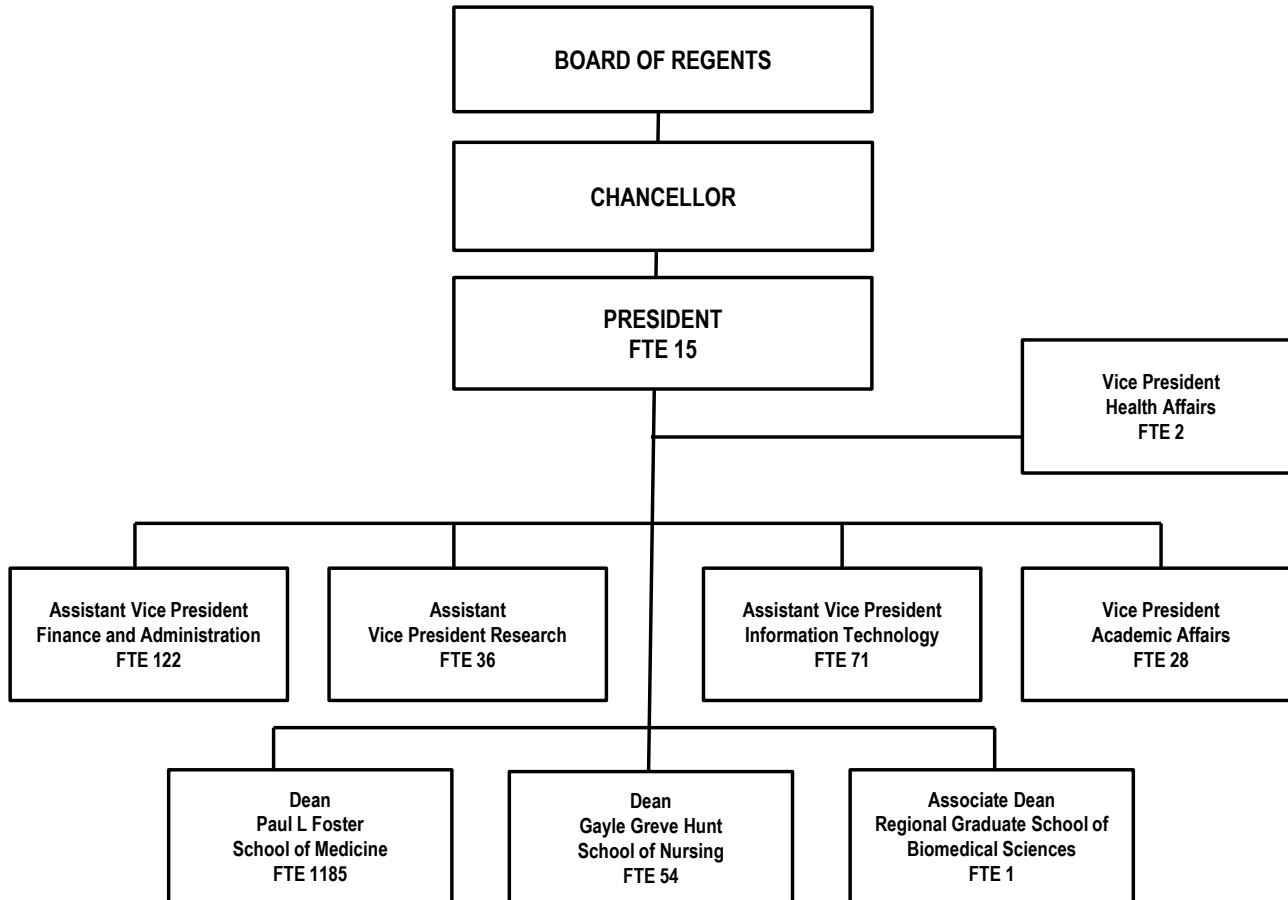 BOARD OF REGENTS
CHANCELLOR
PRESIDENT
FTE 15
Vice President
Health Affairs
FTE 2
Assistant Vice President
Finance and Administration
FTE 122
Assistant
Vice President Research
FTE 36
Assistant Vice President
Information Technology
FTE 71
Vice President
Academic Affairs
FTE 28
Dean
Paul L Foster
School of Medicine
FTE 1185
Dean
Gayle Greve Hunt
School of Nursing
FTE 54
Associate Dean
Regional Graduate School of
Biomedical Sciences
FTE 1